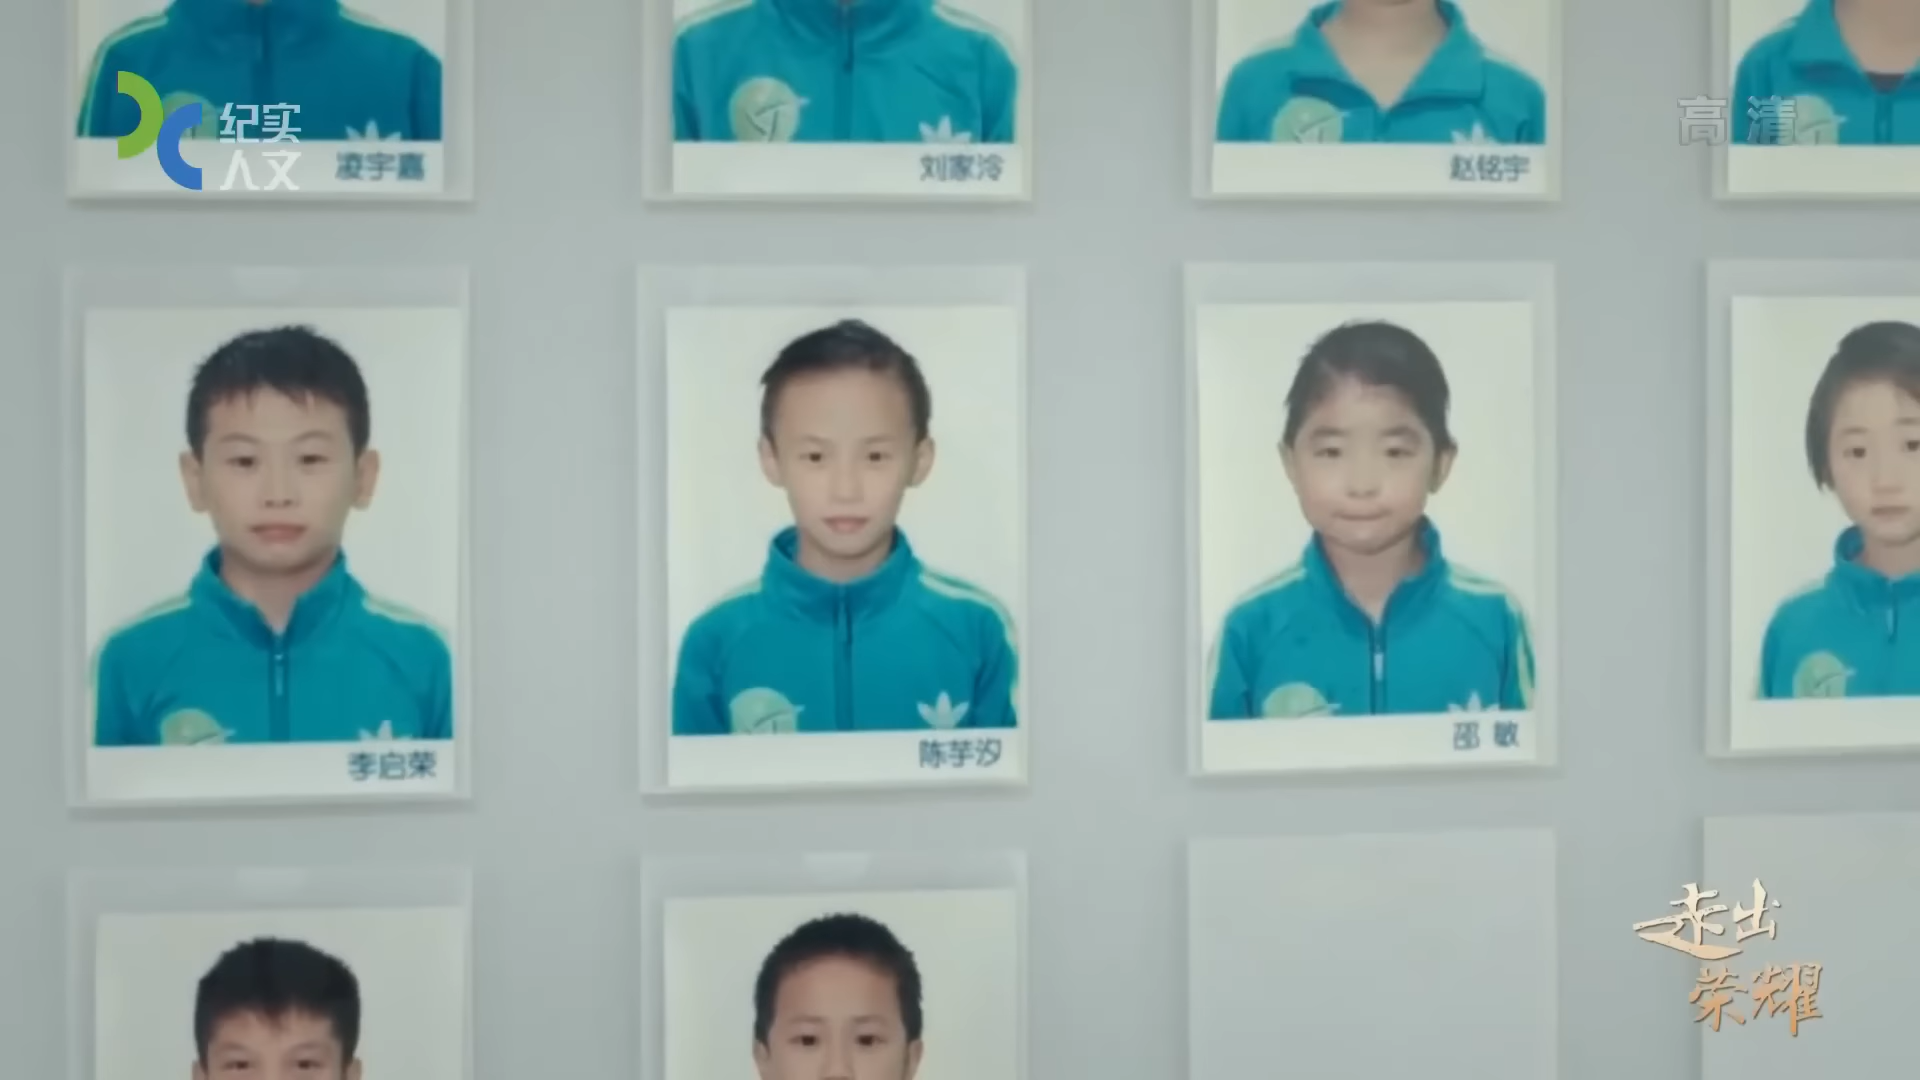 纪实
人文
高清
凌宇嘉
刘家泠
赵铭宇
李启荣
陈芋汐
邵 敏
走出
荣耀